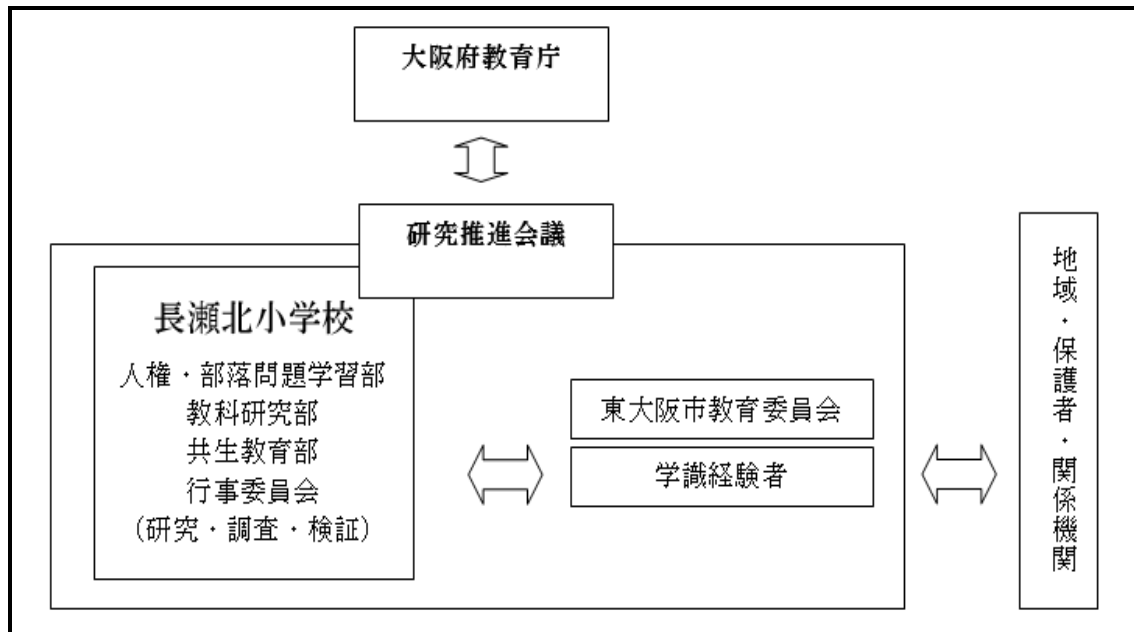 大阪府教育庁
研究推進会議
長瀬北小学校
人権・部落問題学習部
教科研究部
共生教育部
行事委員会
(研究・調査・検証)
東大阪市教育委員会
学識経験者
地域・保護者・関係機関